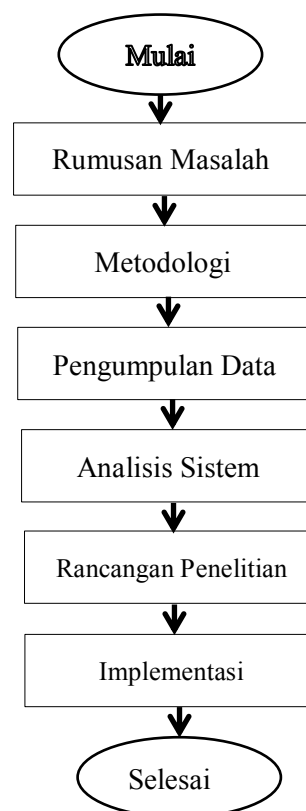 Mulai
Rumusan Masalah
Metodologi
Pengumpulan Data
Analisis Sistem
Rancangan Penelitian
Implementasi
Selesai